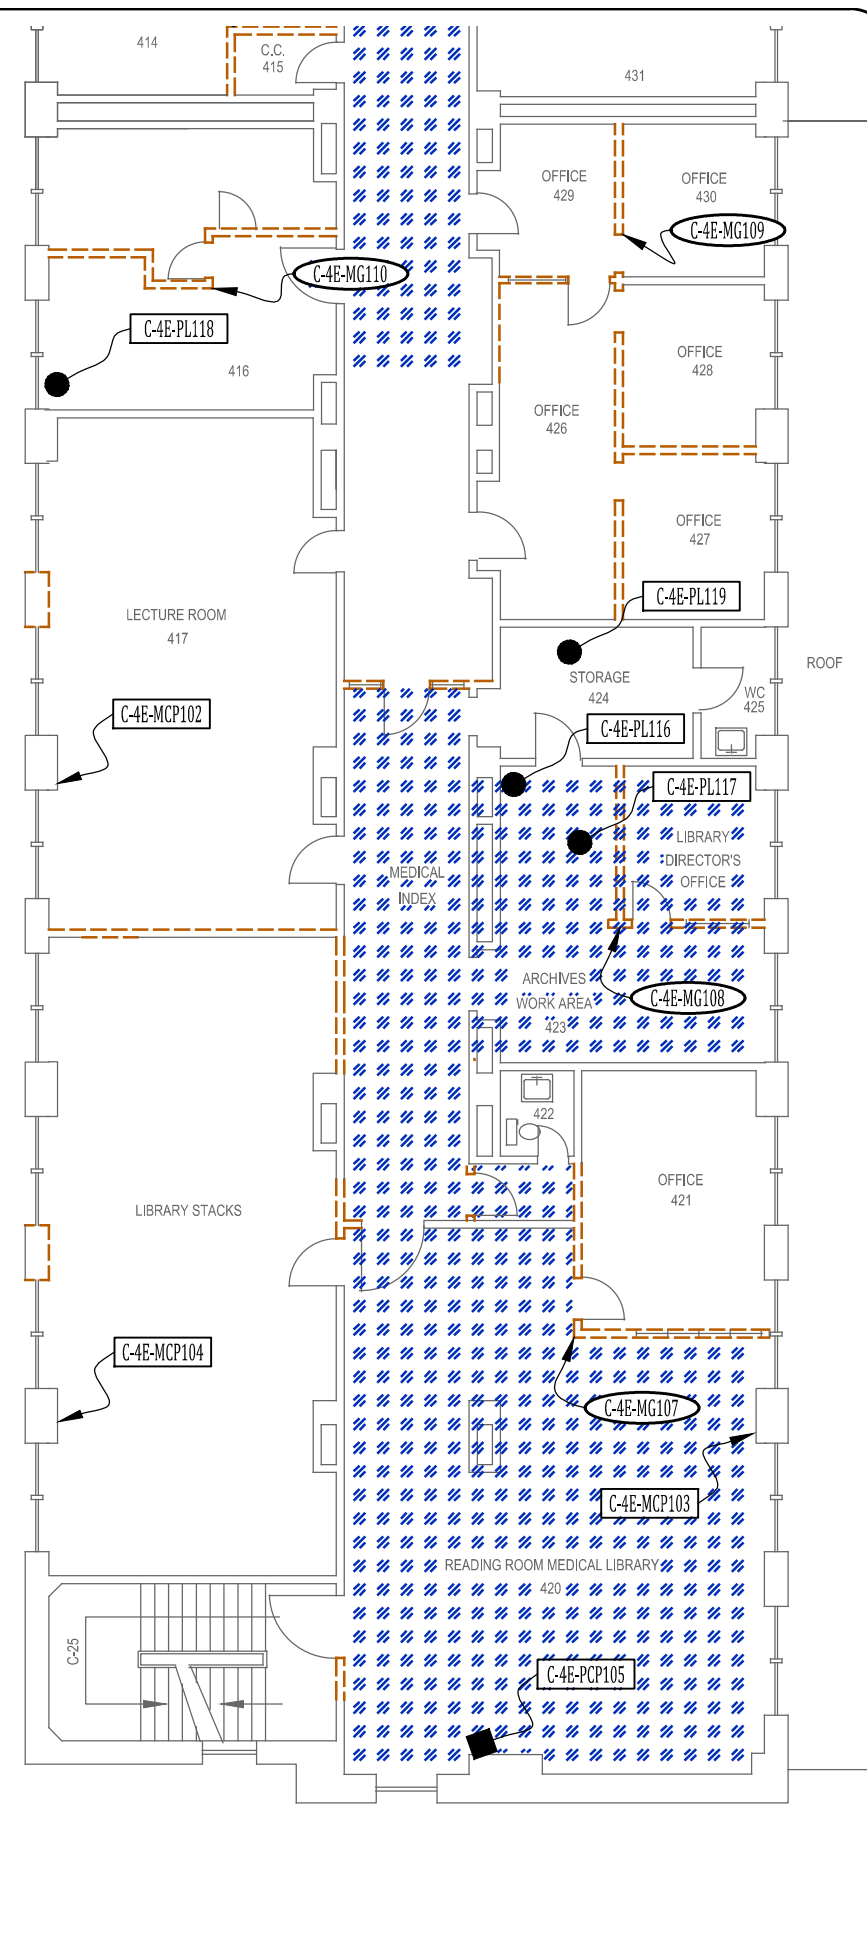 414
C.C.
415
431
OFFICE
429
OFFICE
430
C-4E-MG109
C-4E-MG110
C-4E-PL118
416
OFFICE
428
OFFICE
426
OFFICE
427
C-4E-PL119
LECTURE ROOM
417
ROOF
STORAGE
424
WC
425
C-4E-MCP102
C-4E-PL116
C-4E-PL117
LIBRARY
DIRECTOR'S
OFFICE
MEDICAL
INDEX
ARCHIVES
WORK AREA
423
C-4E-MG108
422
OFFICE
421
LIBRARY STACKS
C-4E-MCP104
C-4E-MG107
C-4E-MCP103
READING ROOM MEDICAL LIBRARY
420
C-25
C-4E-PCP105